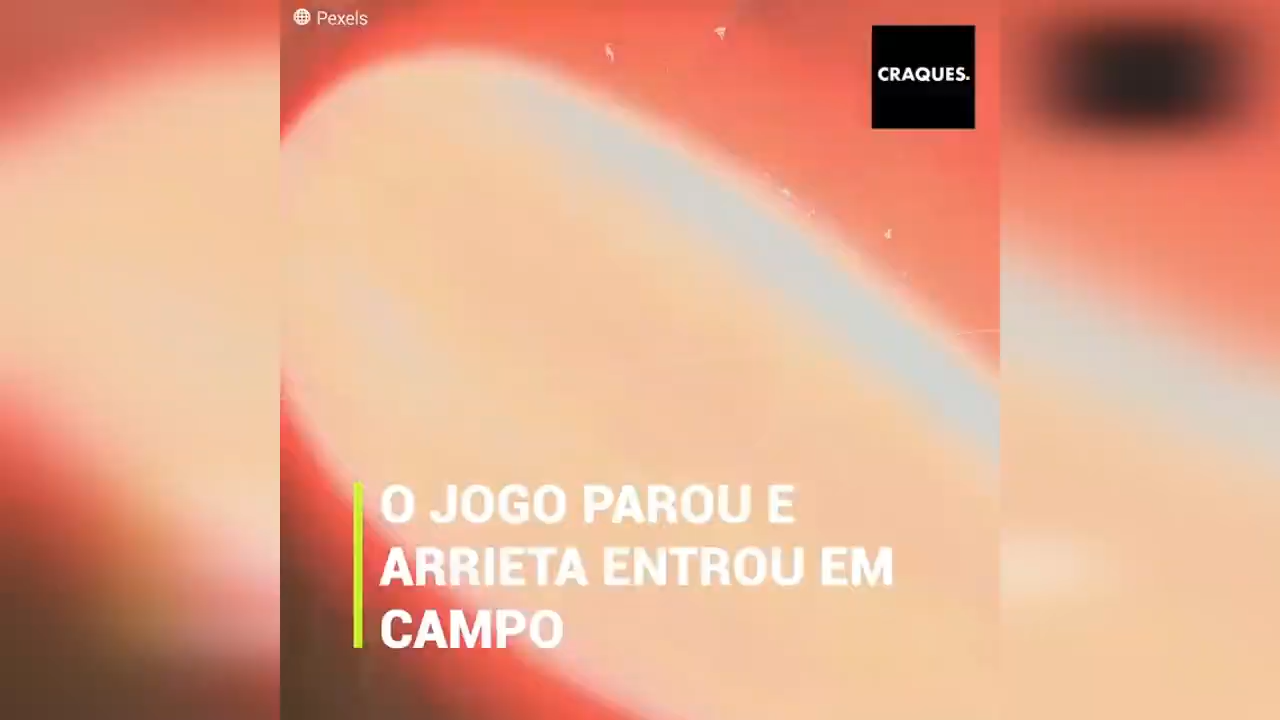 Pexels
CRAQUES.
O JOGO PAROU E
ARRIETA ENTROU EM
CAMPO